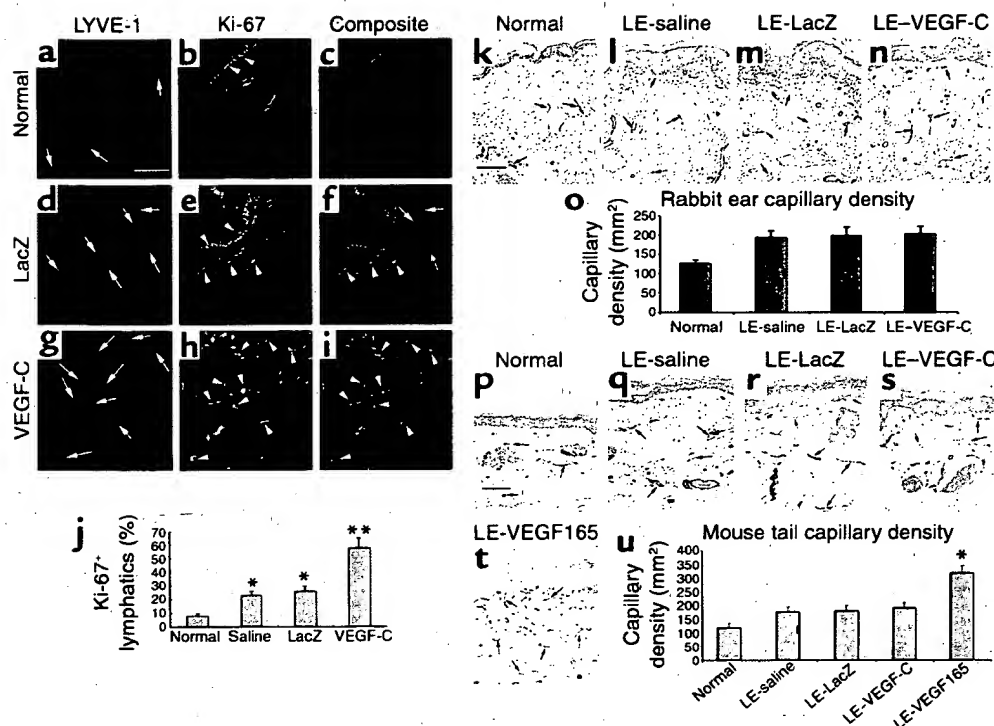 LYVE-1 Ki-67 Composite
Normal
a b c
LacZ
d e f
VEGF-C
g h i
j
Ki-67⁺ lymphatics (%)
70
60
50
40
30
20
10
0
* * **
Normal Saline LacZ VEGF-C
Normal LE-saline LE-LacZ LE–VEGF-C
k l m n
o Rabbit ear capillary density
Capillary density (mm²)
250
200
150
100
50
0
Normal LE-saline LE-LacZ LE–VEGF-C
Normal LE-saline LE-LacZ LE–VEGF-C
p q r s
LE-VEGF165
t
u Mouse tail capillary density
Capillary density (mm²)
400
350
300
250
200
150
100
50
0
*
Normal LE-saline LE-LacZ LE-VEGF-C LE-VEGF165